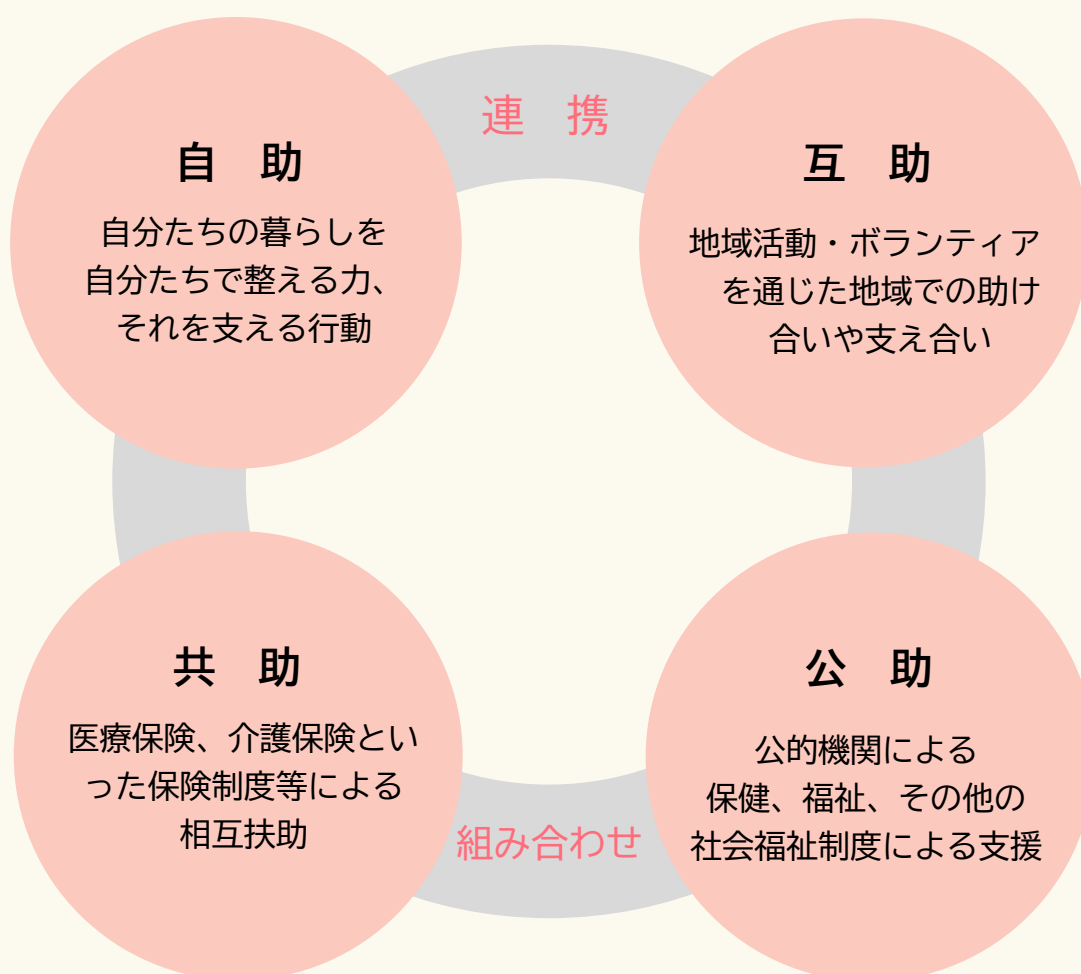 連　携
自　助
自分たちの暮らしを
自分たちで整える力、
それを支える行動
互　助
地域活動・ボランティア
を通じた地域での助け
合いや支え合い
共　助
医療保険、介護保険とい
った保険制度等による
相互扶助
公　助
公的機関による
保健、福祉、その他の
社会福祉制度による支援
組み合わせ